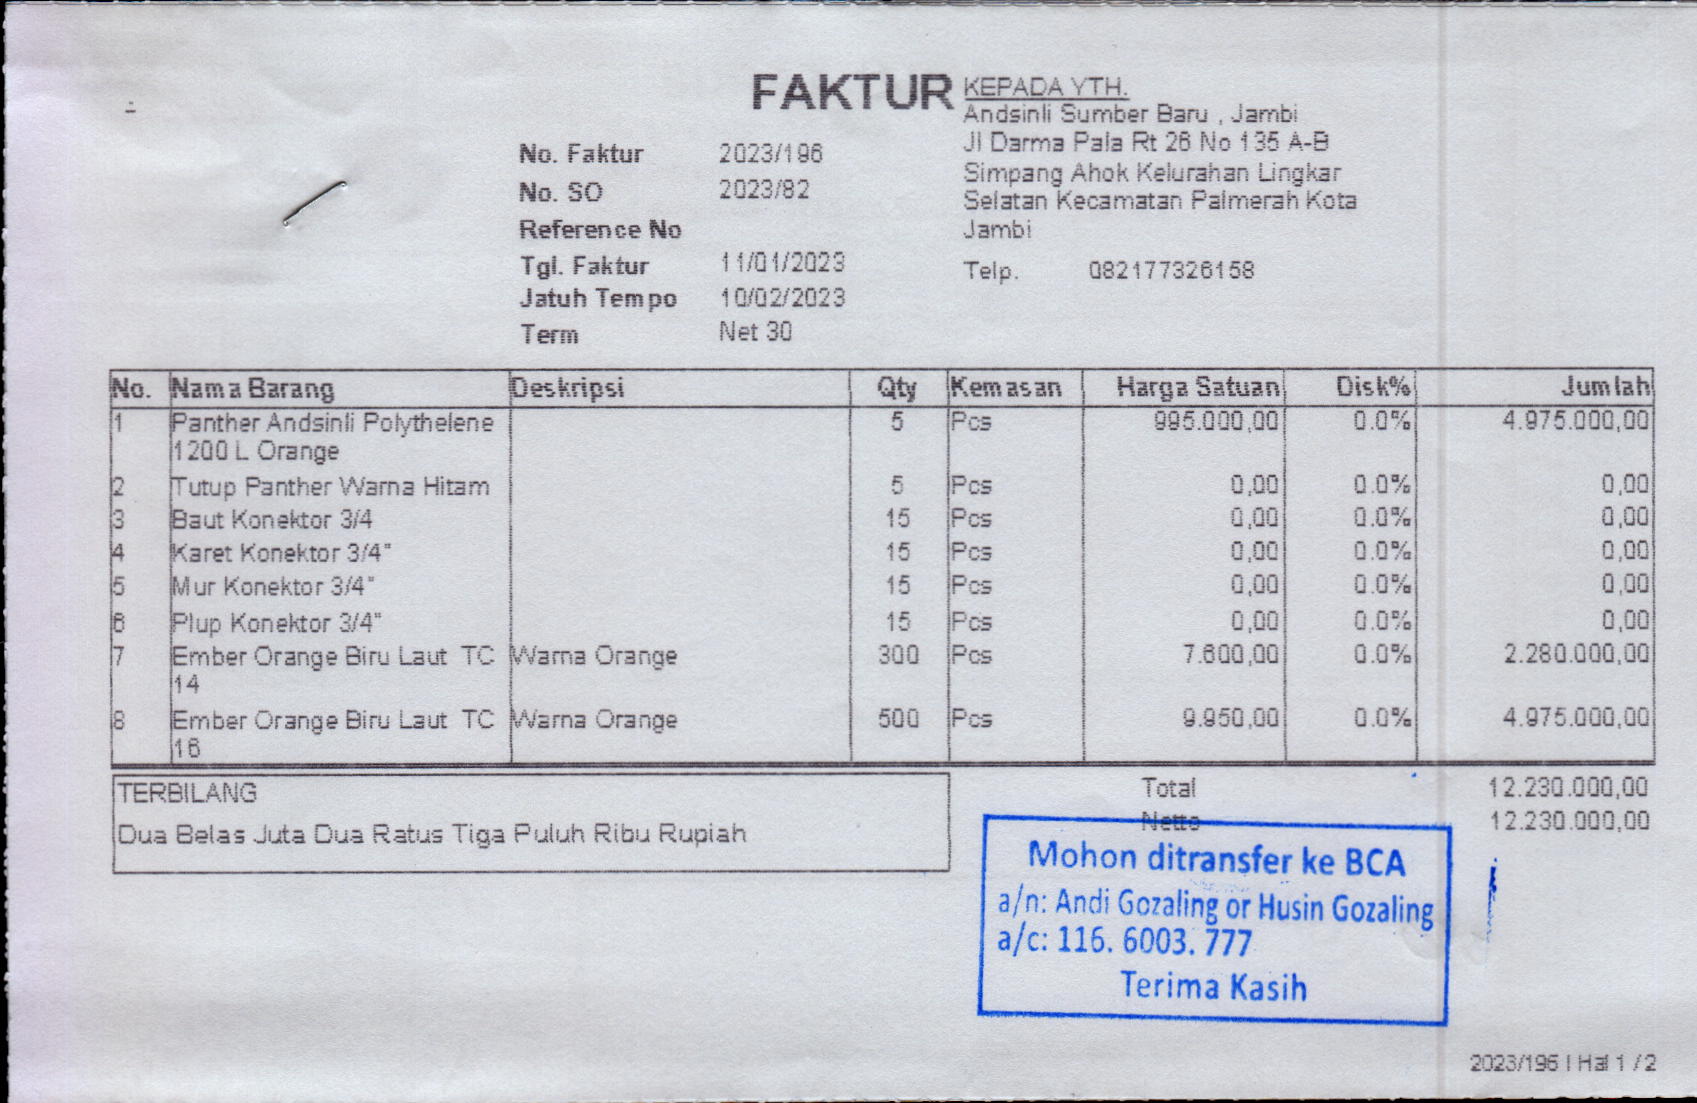 FAKTUR
KEPADA YTH.
Andsinli Sumber Baru , Jambi
Jl Darma Pala Rt 26 No 135 A-B
Simpang Ahok Kelurahan Lingkar
Selatan Kecamatan Palmerah Kota
Jambi
Telp. 082177326158
No. Faktur 2023/196
No. SO 2023/82
Reference No
Tgl. Faktur 11/01/2023
Jatuh Tempo 10/02/2023
Term Net 30
No. Nama Barang Deskripsi Qty Kemasan Harga Satuan Disk% Jumlah
1 Panther Andsinli Polythelene 5 Pcs 995.000,00 0.0% 4.975.000,00
1200 L Orange
2 Tutup Panther Warna Hitam 5 Pcs 0,00 0.0% 0,00
3 Baut Konektor 3/4 15 Pcs 0,00 0.0% 0,00
4 Karet Konektor 3/4" 15 Pcs 0,00 0.0% 0,00
5 Mur Konektor 3/4" 15 Pcs 0,00 0.0% 0,00
6 Plup Konektor 3/4" 15 Pcs 0,00 0.0% 0,00
7 Ember Orange Biru Laut TC Warna Orange 300 Pcs 7.600,00 0.0% 2.280.000,00
14
8 Ember Orange Biru Laut TC Warna Orange 500 Pcs 9.950,00 0.0% 4.975.000,00
16
TERBILANG
Dua Belas Juta Dua Ratus Tiga Puluh Ribu Rupiah
Total 12.230.000,00
Netto 12.230.000,00
Mohon ditransfer ke BCA
a/n: Andi Gozaling or Husin Gozaling
a/c: 116. 6003. 777
Terima Kasih
2023/196 | Hal 1 / 2